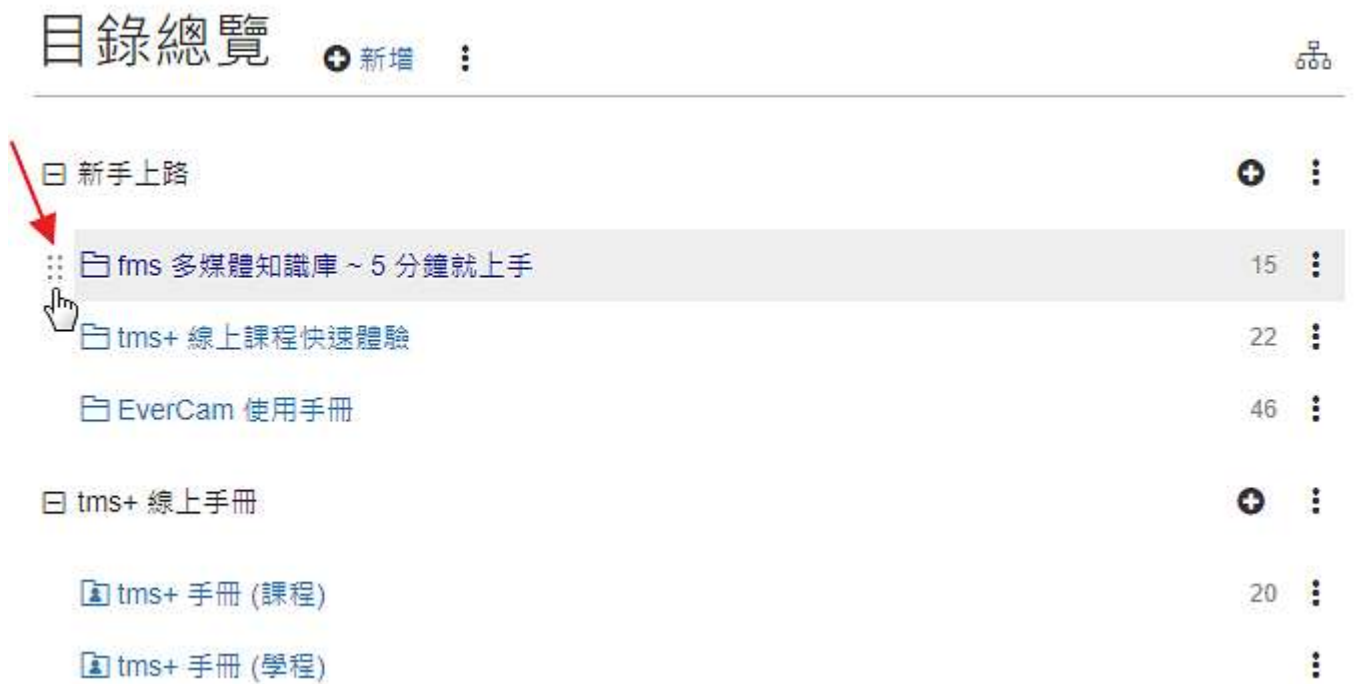 目錄總覽 新增
新手上路
fms 多媒體知識庫 ~ 5 分鐘就上手 15
tms+ 線上課程快速體驗 22
EverCam 使用手冊 46
tms+ 線上手冊
tms+ 手冊 (課程) 20
tms+ 手冊 (學程)